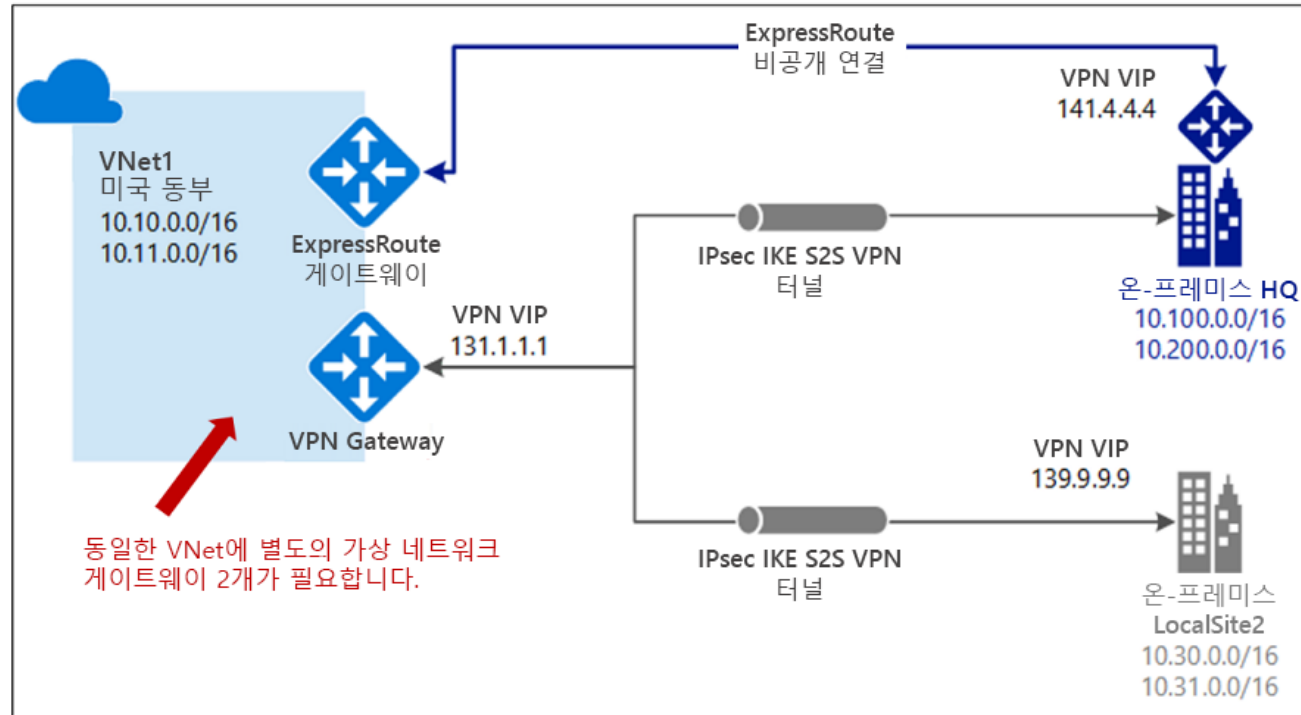 ExpressRoute
비공개 연결
VPN VIP
141.4.4.4
VNet1
미국 동부
10.10.0.0/16
10.11.0.0/16
ExpressRoute
게이트웨이
IPsec IKE S2S VPN
터널
온-프레미스 HQ
10.100.0.0/16
10.200.0.0/16
VPN VIP
131.1.1.1
VPN Gateway
VPN VIP
139.9.9.9
동일한 VNet에 별도의 가상 네트워크
게이트웨이 2개가 필요합니다.
IPsec IKE S2S VPN
터널
온-프레미스
LocalSite2
10.30.0.0/16
10.31.0.0/16